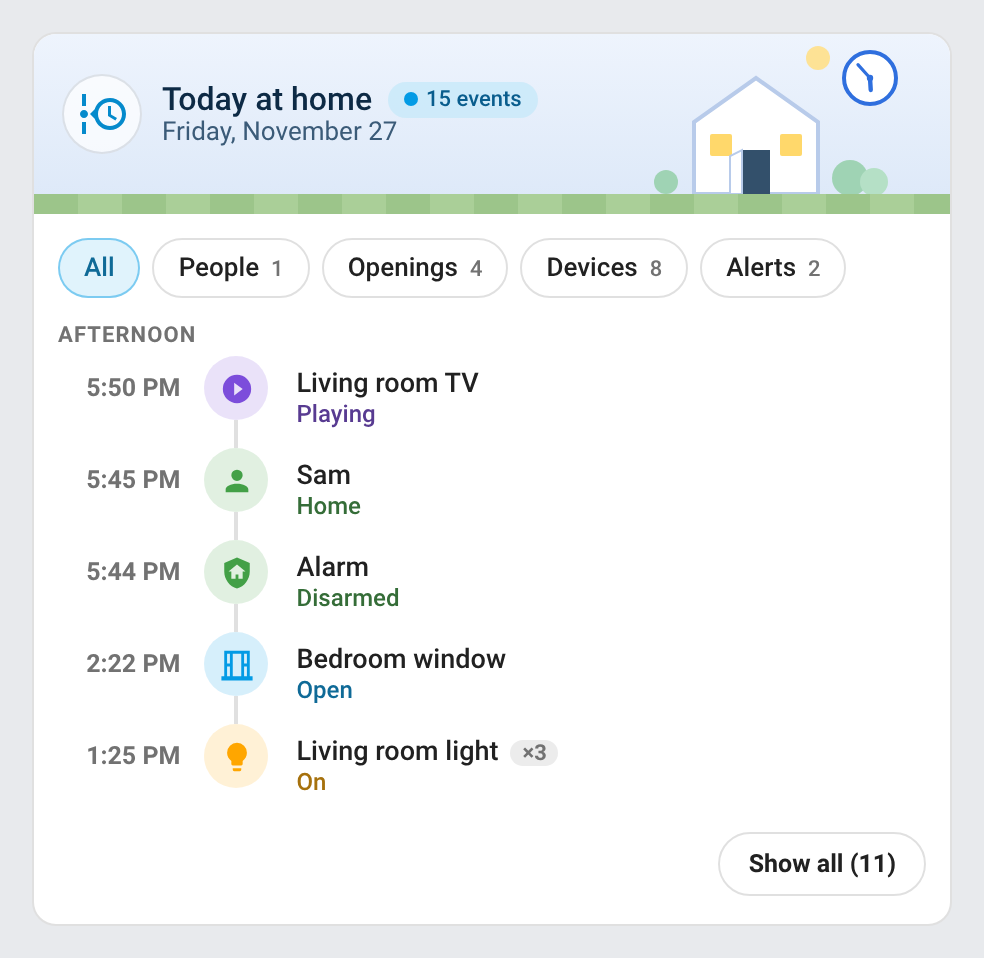 Today at home
15 events
Friday, November 27
All
People 1
Openings 4
Devices 8
Alerts 2
AFTERNOON
5:50 PM
Living room TV
Playing
5:45 PM
Sam
Home
5:44 PM
Alarm
Disarmed
2:22 PM
Bedroom window
Open
1:25 PM
Living room light ×3
On
Show all (11)